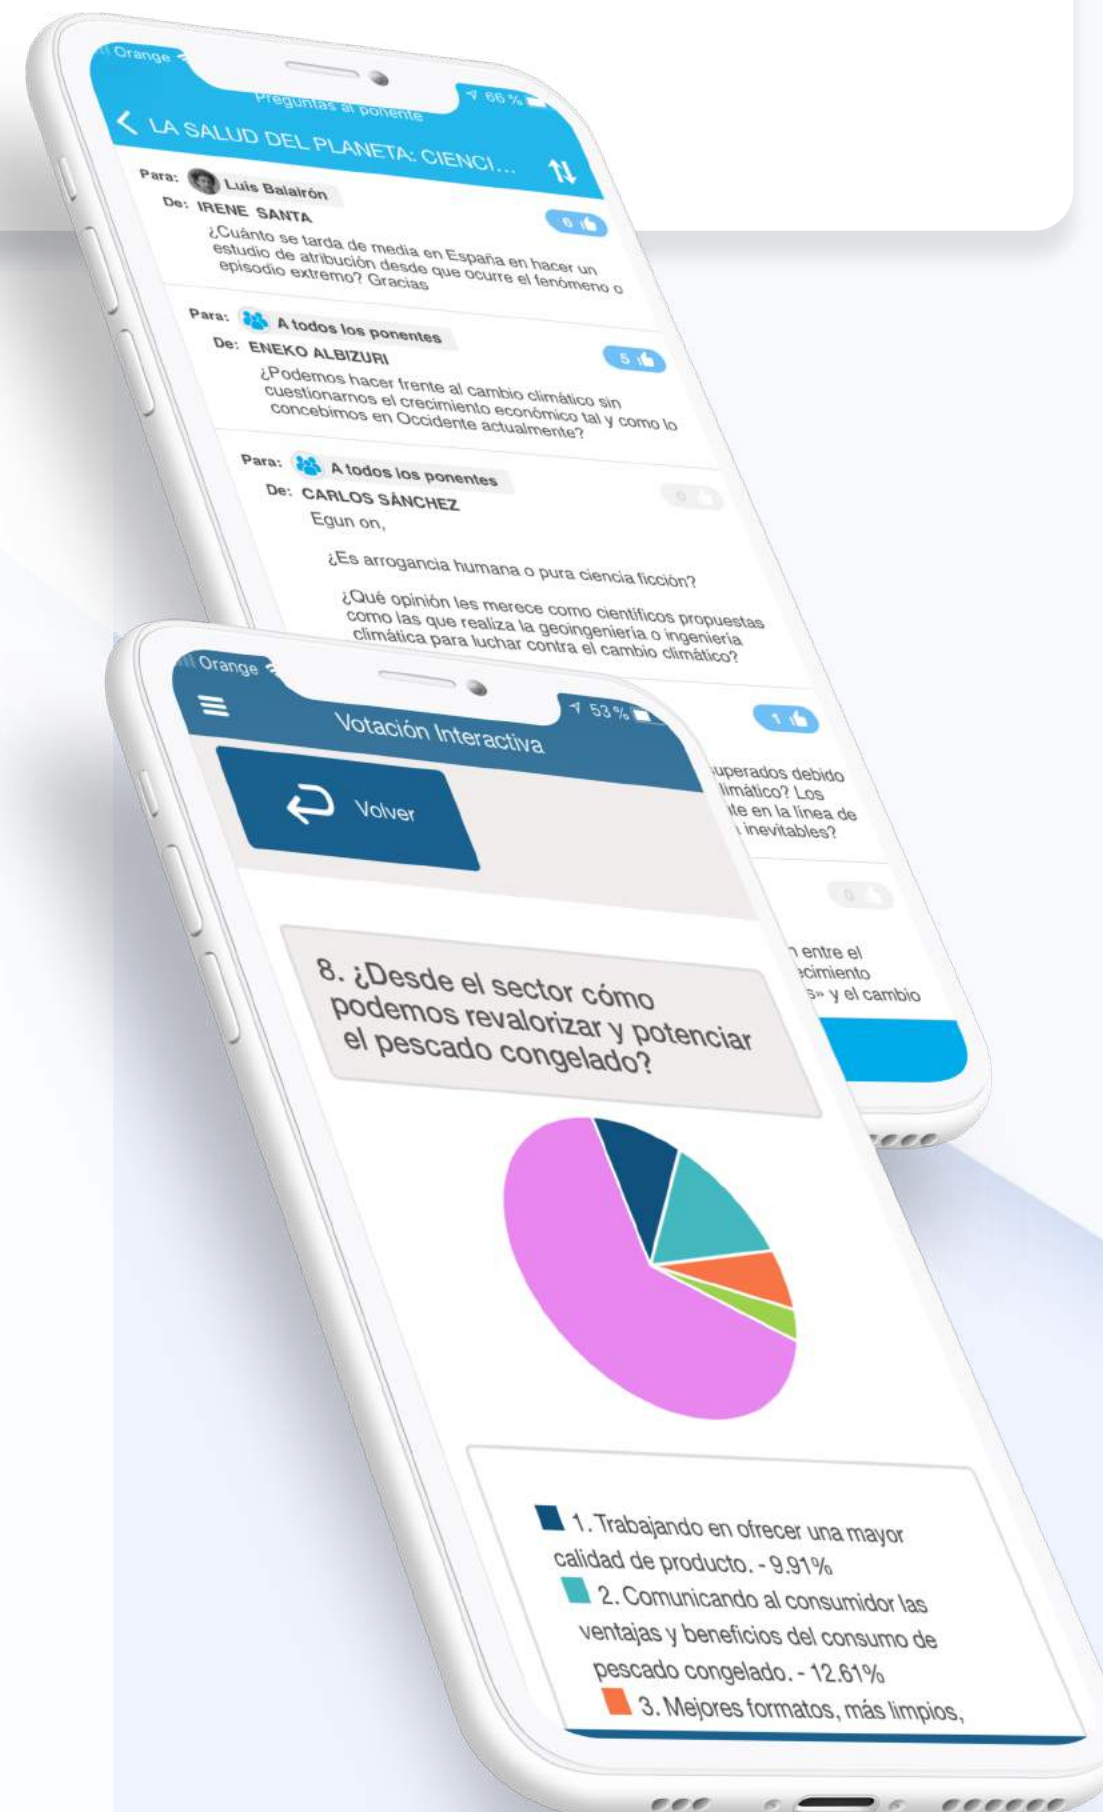 Orange
66 %
Preguntas al ponente
LA SALUD DEL PLANETA: CIENCI...
Para: Luis Balairón
De: IRENE SANTA
6
¿Cuánto se tarda de media en España en hacer un
estudio de atribución desde que ocurre el fenómeno o
episodio extremo? Gracias
Para: A todos los ponentes
De: ENEKO ALBIZURI
5
¿Podemos hacer frente al cambio climático sin
cuestionarnos el crecimiento económico tal y como lo
concebimos en Occidente actualmente?
Para: A todos los ponentes
De: CARLOS SÁNCHEZ
0
Egun on,
¿Es arrogancia humana o pura ciencia ficción?
¿Qué opinión les merece como científicos propuestas
como las que realiza la geoingeniería o ingeniería
climática para luchar contra el cambio climático?
1
debido
Los
en la línea de
inevitables?
0
entre el
y el cambio
Orange
53 %
Votación Interactiva
Volver
8. ¿Desde el sector cómo
podemos revalorizar y potenciar
el pescado congelado?
1. Trabajando en ofrecer una mayor
calidad de producto. - 9.91%
2. Comunicando al consumidor las
ventajas y beneficios del consumo de
pescado congelado. - 12.61%
3. Mejores formatos, más limpios,